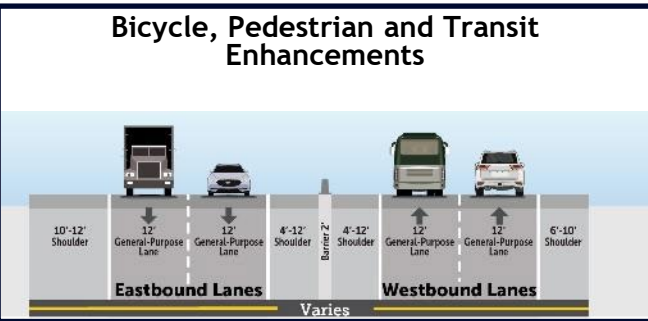 Bicycle, Pedestrian and Transit
Enhancements
10'-12'
Shoulder
12'
General-Purpose
Lane
12'
General-Purpose
Lane
4'-12'
Shoulder
Barrier 2'
4'-12'
Shoulder
12'
General-Purpose
Lane
12'
General-Purpose
Lane
6'-10'
Shoulder
Eastbound Lanes
Westbound Lanes
Varies